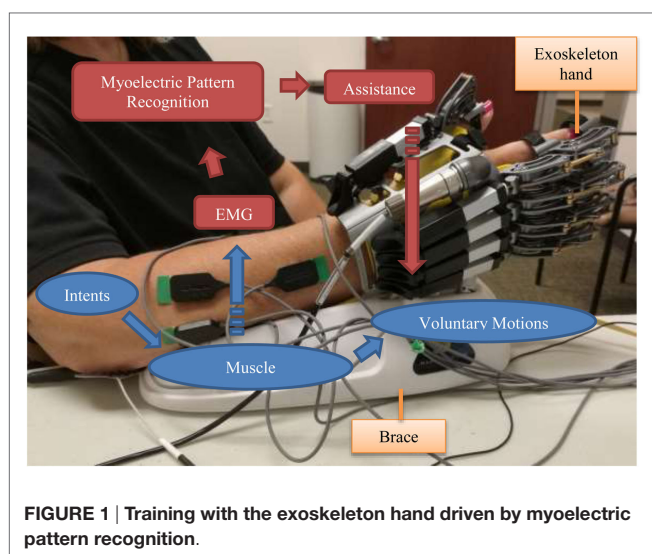 Exoskeleton
hand
Myoelectric Pattern
Recognition
Assistance
EMG
Intents
Voluntary Motions
Muscle
Brace
FIGURE 1 | Training with the exoskeleton hand driven by myoelectric
pattern recognition.